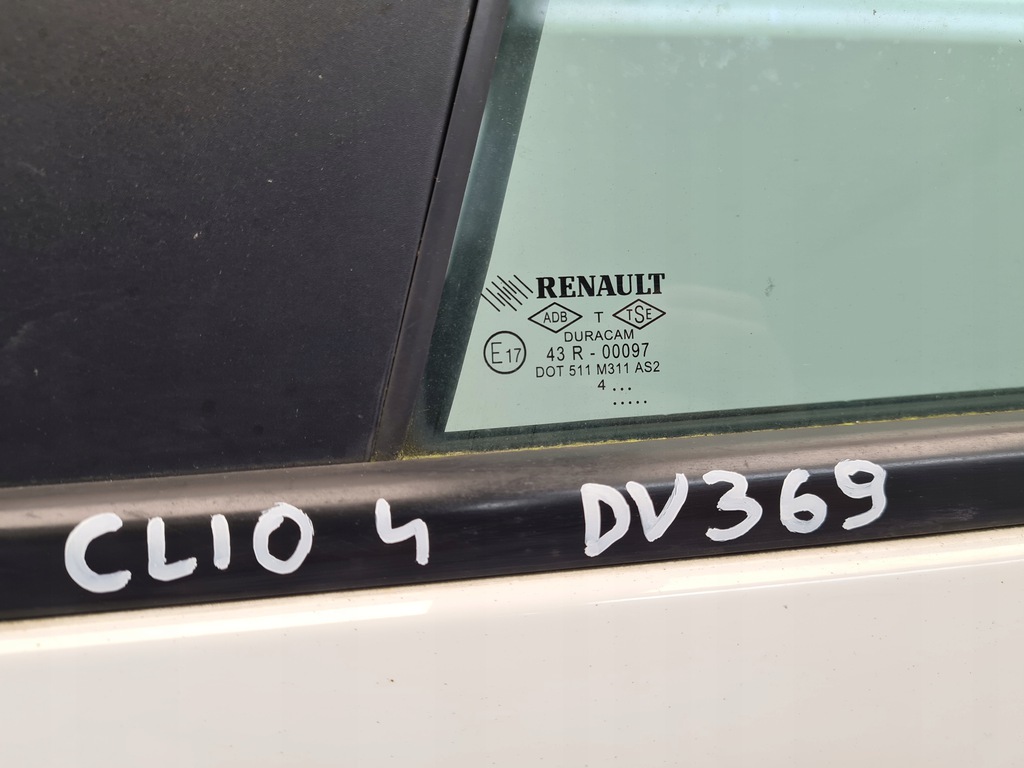 RENAULT
ADB T TSE
DURACAM
E17 43 R - 00097
DOT 511 M311 AS2
4 ...
.....
CLIO 4 DV369